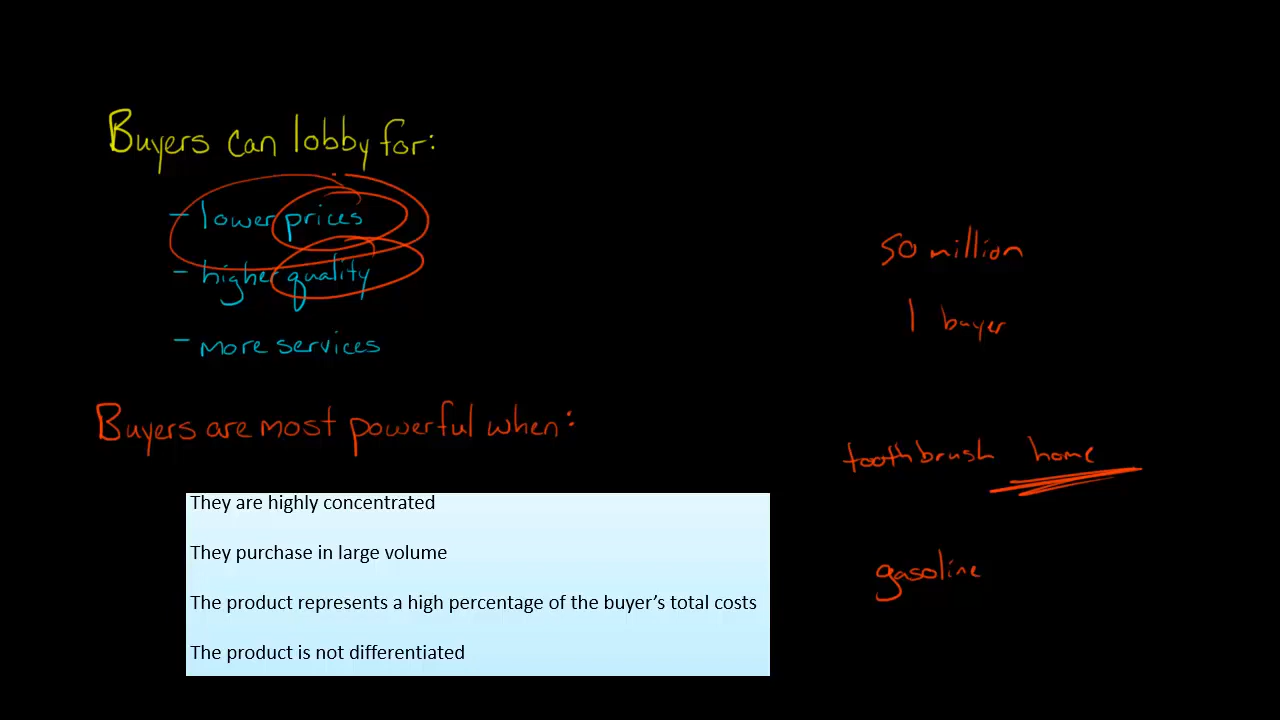 Buyers can lobby for:
- lower prices
- higher quality
- more services
50 million
1 buyer
Buyers are most powerful when:
They are highly concentrated
They purchase in large volume
The product represents a high percentage of the buyer's total costs
The product is not differentiated
toothbrush home
gasoline